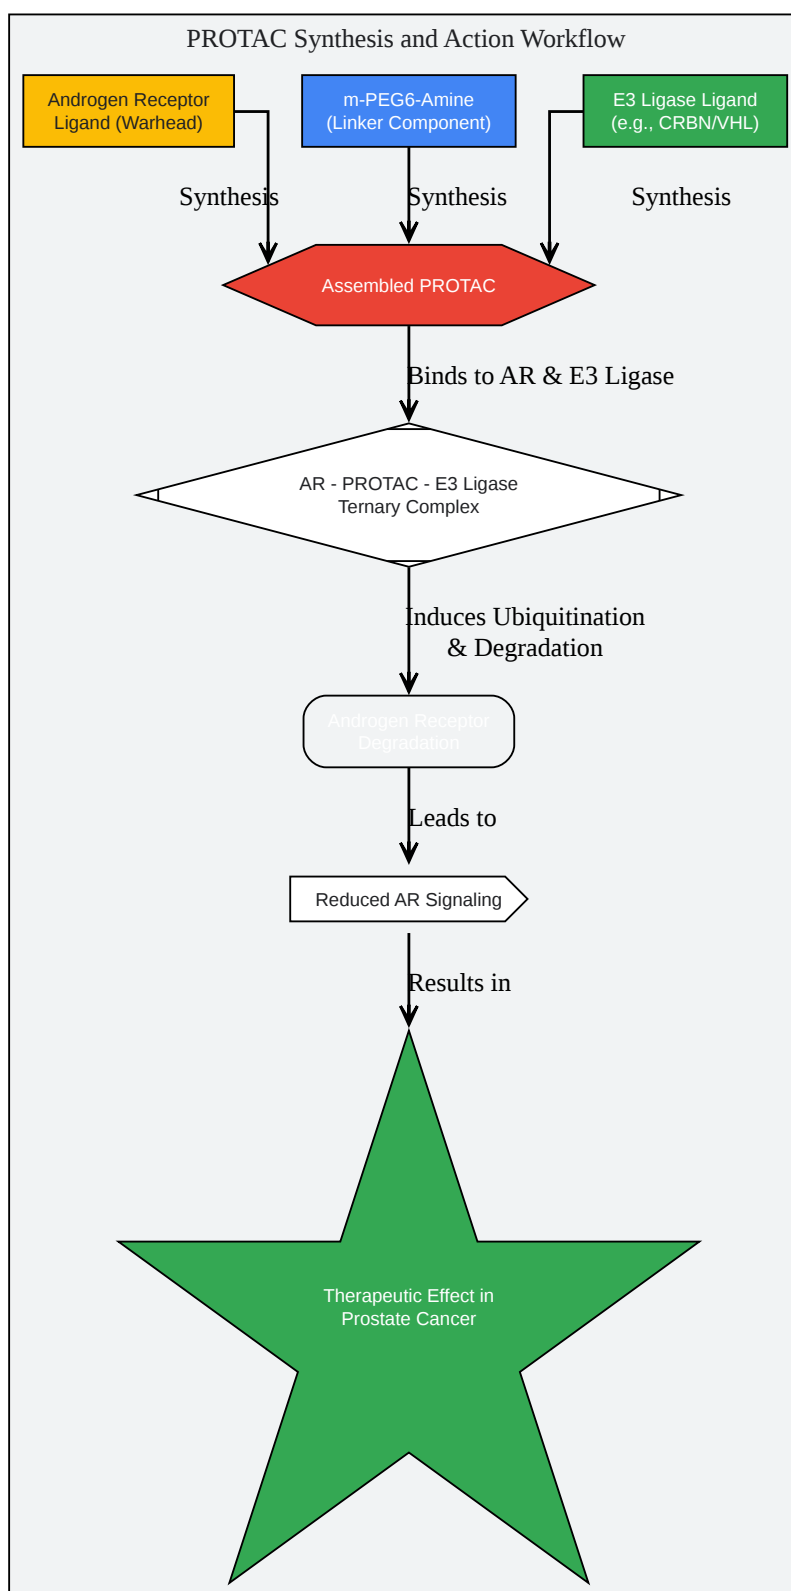 PROTAC Synthesis and Action Workflow
Androgen Receptor
Ligand (Warhead)
m-PEG6-Amine
(Linker Component)
E3 Ligase Ligand
(e.g., CRBN/VHL)
Synthesis
Synthesis
Synthesis
Assembled PROTAC
Binds to AR & E3 Ligase
AR - PROTAC - E3 Ligase
Ternary Complex
Induces Ubiquitination
& Degradation
Androgen Receptor
Degradation
Leads to
Reduced AR Signaling
Results in
Therapeutic Effect in
Prostate Cancer